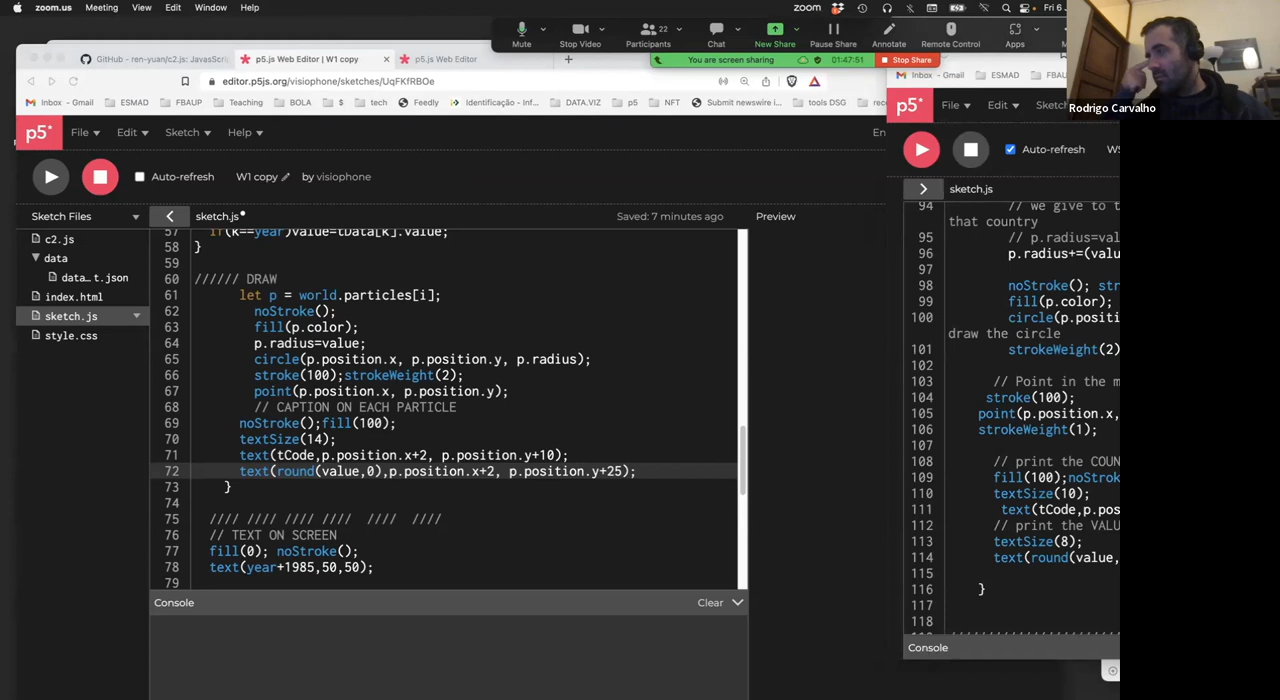 zoom.us Meeting View Edit Window Help
zoom Fri 6
Mute Stop Video Participants 22 Chat New Share Pause Share Annotate Remote Control Apps
You are screen sharing 01:47:51 Stop Share
GitHub - ren-yuan/c2.js: JavaScri
p5.js Web Editor | W1 copy
p5.js Web Editor
editor.p5js.org/visiophone/sketches/UqFKfRBOe
Inbox - Gmail ESMAD FBAUP Teaching BOLA $ tech Feedly Identificação - Inf... DATA.VIZ p5 NFT Submit newswire i... tools DSG
p5* File Edit Sketch Help En
Auto-refresh W1 copy by visiophone
Sketch Files
sketch.js
Saved: 7 minutes ago
Preview
c2.js
data
data…t.json
index.html
sketch.js
style.css
57 if(k==year)value=tData[k].value;
58 }
59
60 ////// DRAW
61 let p = world.particles[i];
62 noStroke();
63 fill(p.color);
64 p.radius=value;
65 circle(p.position.x, p.position.y, p.radius);
66 stroke(100);strokeWeight(2);
67 point(p.position.x, p.position.y);
68 // CAPTION ON EACH PARTICLE
69 noStroke();fill(100);
70 textSize(14);
71 text(tCode,p.position.x+2, p.position.y+10);
72 text(round(value,0),p.position.x+2, p.position.y+25);
73 }
74
75 //// //// //// //// //// ////
76 // TEXT ON SCREEN
77 fill(0); noStroke();
78 text(year+1985,50,50);
79
Console
Clear
Rodrigo Carvalho
Inbox - Gmail ESMAD FBA
p5* File Edit Sketc
Auto-refresh
sketch.js
94 // we give to t
that country
95 // p.radius=val
96 p.radius+=(valu
97
98 noStroke(); str
99 fill(p.color);
100 circle(p.positi
draw the circle
101 strokeWeight(2)
102
103 // Point in the m
104 stroke(100);
105 point(p.position.x,
106 strokeWeight(1);
107
108 // print the COUN
109 fill(100);noStrok
110 textSize(10);
111 text(tCode,p.pos
112 // print the VALU
113 textSize(8);
114 text(round(value,
115
116 }
117
118
Console